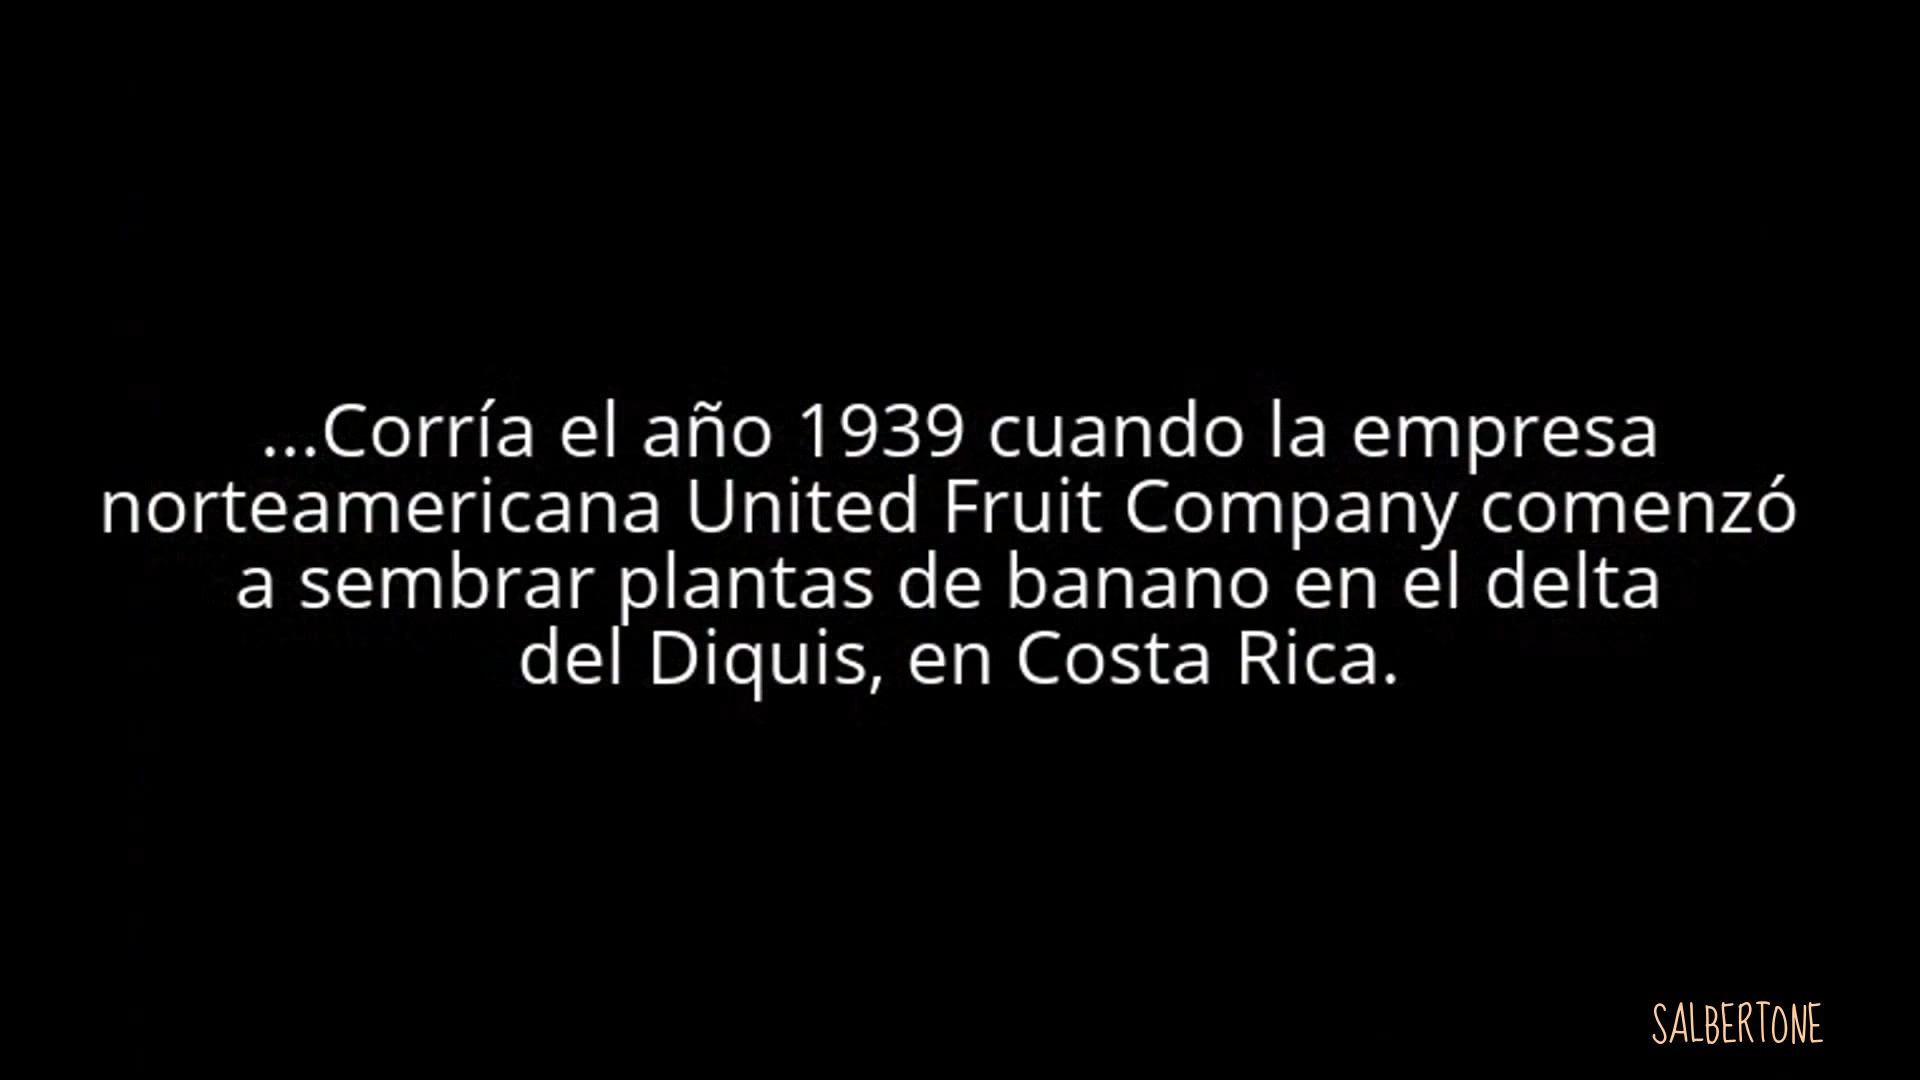 ...Corría el año 1939 cuando la empresa
norteamericana United Fruit Company comenzó
a sembrar plantas de banano en el delta
del Diquis, en Costa Rica.
SALBERTONE